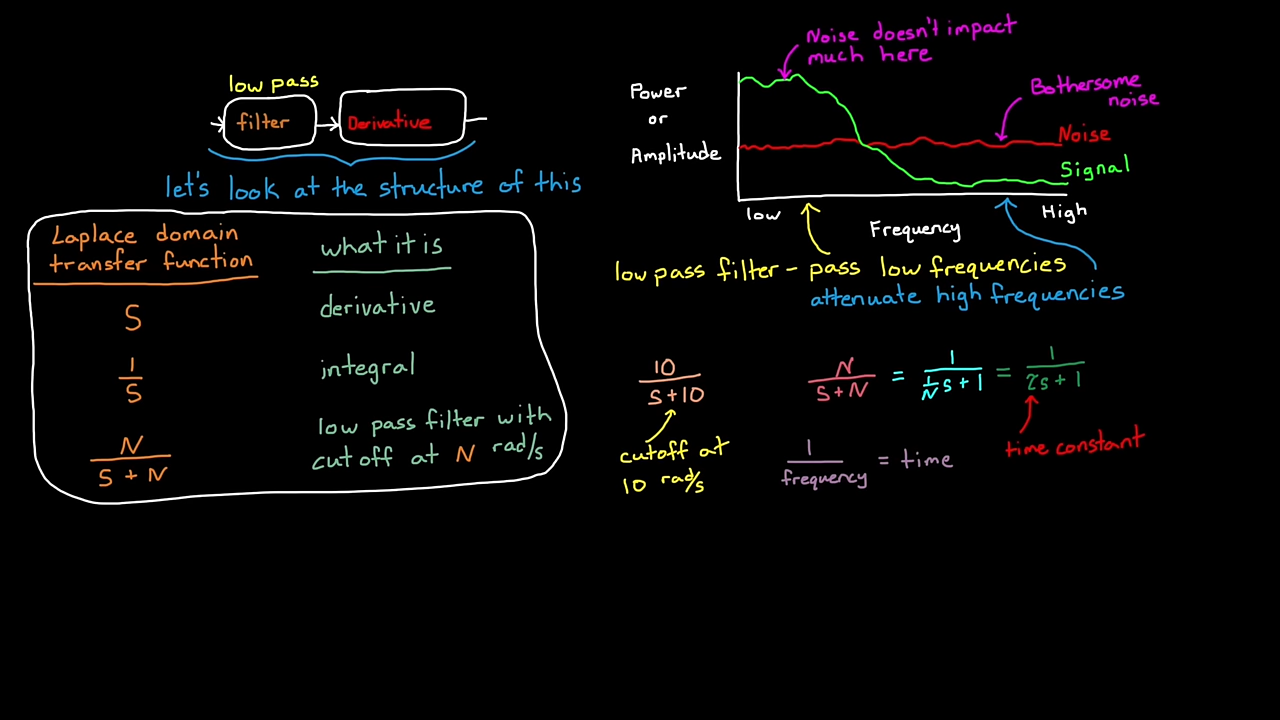 low pass
filter
Derivative
let's look at the structure of this
Laplace domain
transfer function
what it is
S
derivative
1
S
integral
N
S + N
low pass filter with
cutoff at N rad/s
Noise doesn't impact
much here
Power
or
Amplitude
Bothersome
noise
Noise
Signal
low
Frequency
High
low pass filter - pass low frequencies
attenuate high frequencies
10
S+10
cutoff at
10 rad/s
N
S+N
=
1
1/N s + 1
=
1
τs + 1
time constant
1
frequency
= time